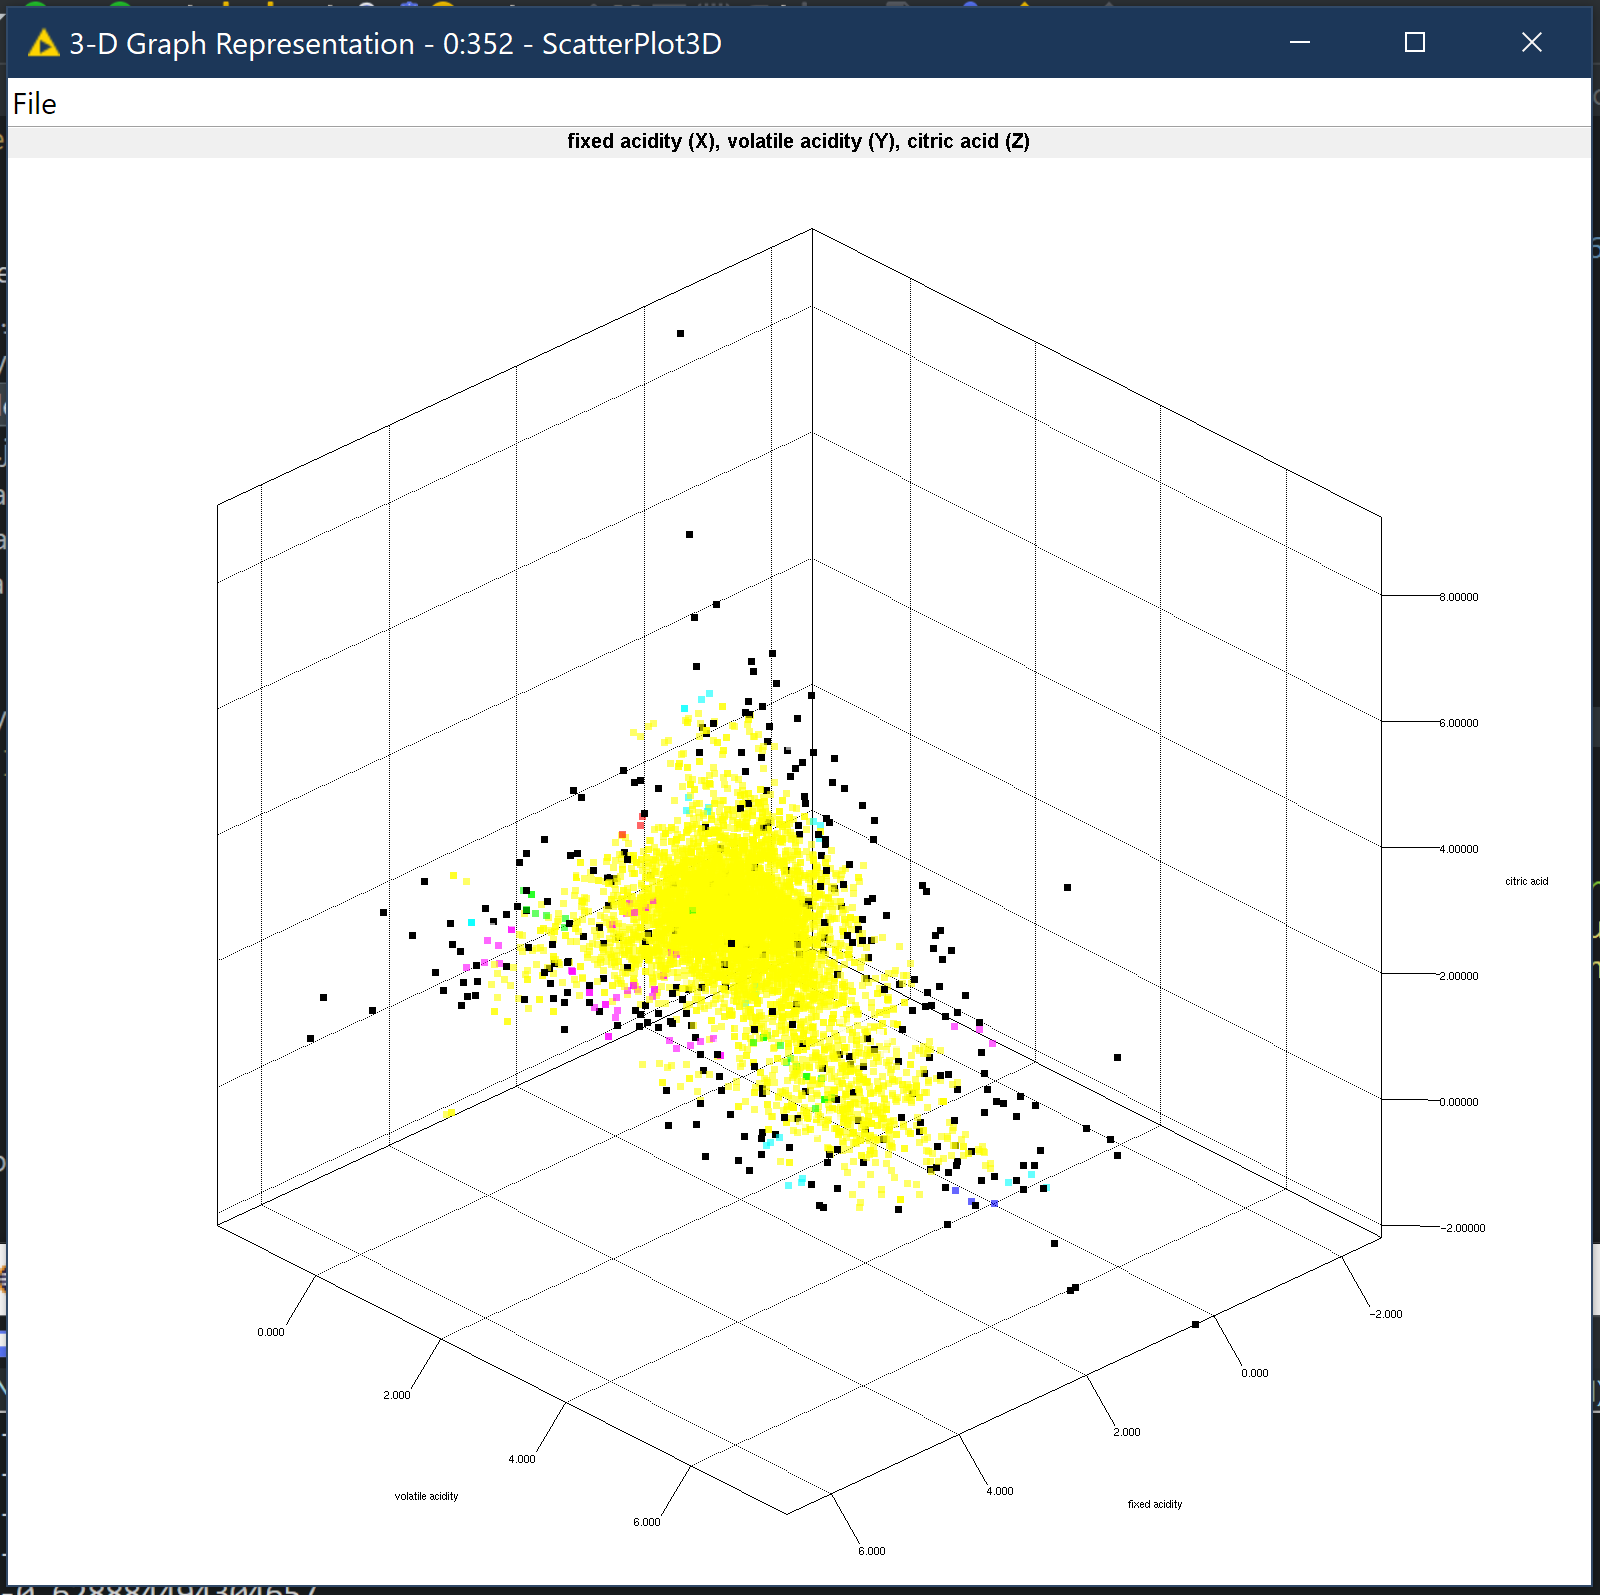 3-D Graph Representation - 0:352 - ScatterPlot3D
File
fixed acidity (X), volatile acidity (Y), citric acid (Z)
8.00000
6.00000
4.00000
citric acid
2.00000
0.00000
-2.00000
-2.000
0.000
0.000
2.000
2.000
4.000
4.000
volatile acidity
fixed acidity
6.000
6.000